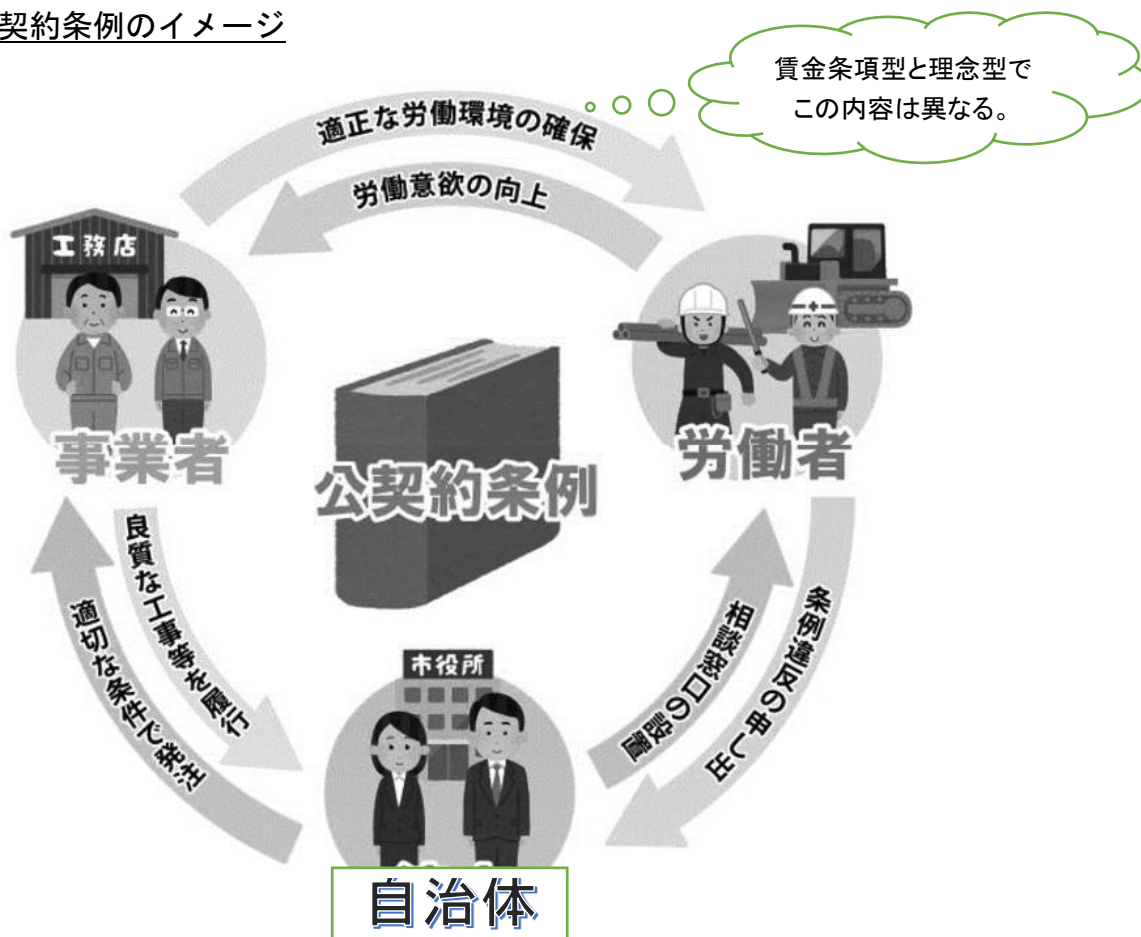 契約条例のイメージ
賃金条項型と理念型で
この内容は異なる。
適正な労働環境の確保
労働意欲の向上
工務店
事業者
労働者
公契約条例
良質な工事等を履行
適切な条件で発注
相談窓口の設置
条例違反の申し出
市役所
自治体